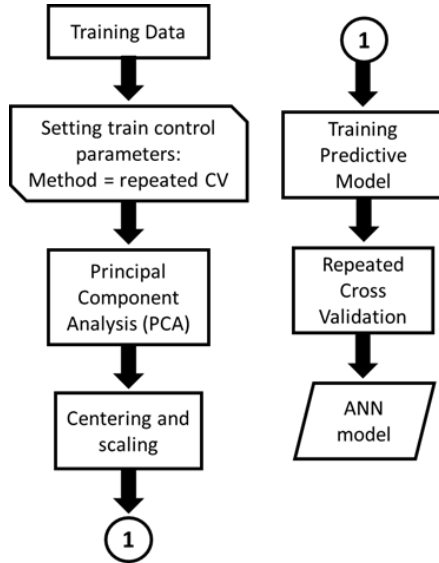 Training Data
Setting train control
parameters:
Method = repeated CV
Principal
Component
Analysis (PCA)
Centering and
scaling
1
1
Training
Predictive
Model
Repeated
Cross
Validation
ANN
model